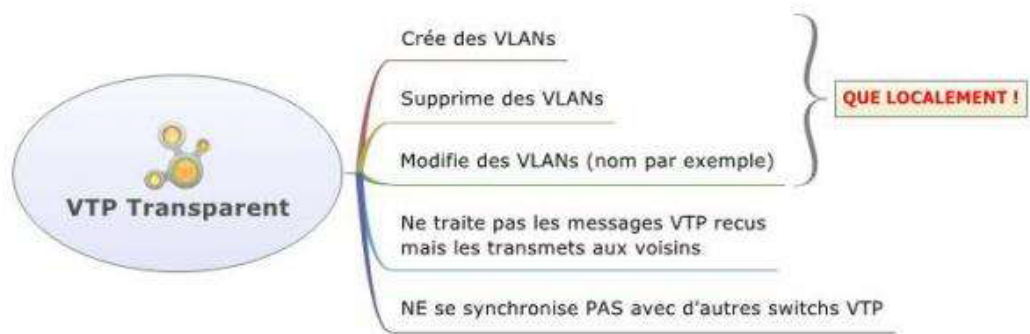 Crée des VLANs
Supprime des VLANs
QUE LOCALEMENT !
Modifie des VLANs (nom par exemple)
VTP Transparent
Ne traite pas les messages VTP recus
mais les transmets aux voisins
NE se synchronise PAS avec d'autres switchs VTP